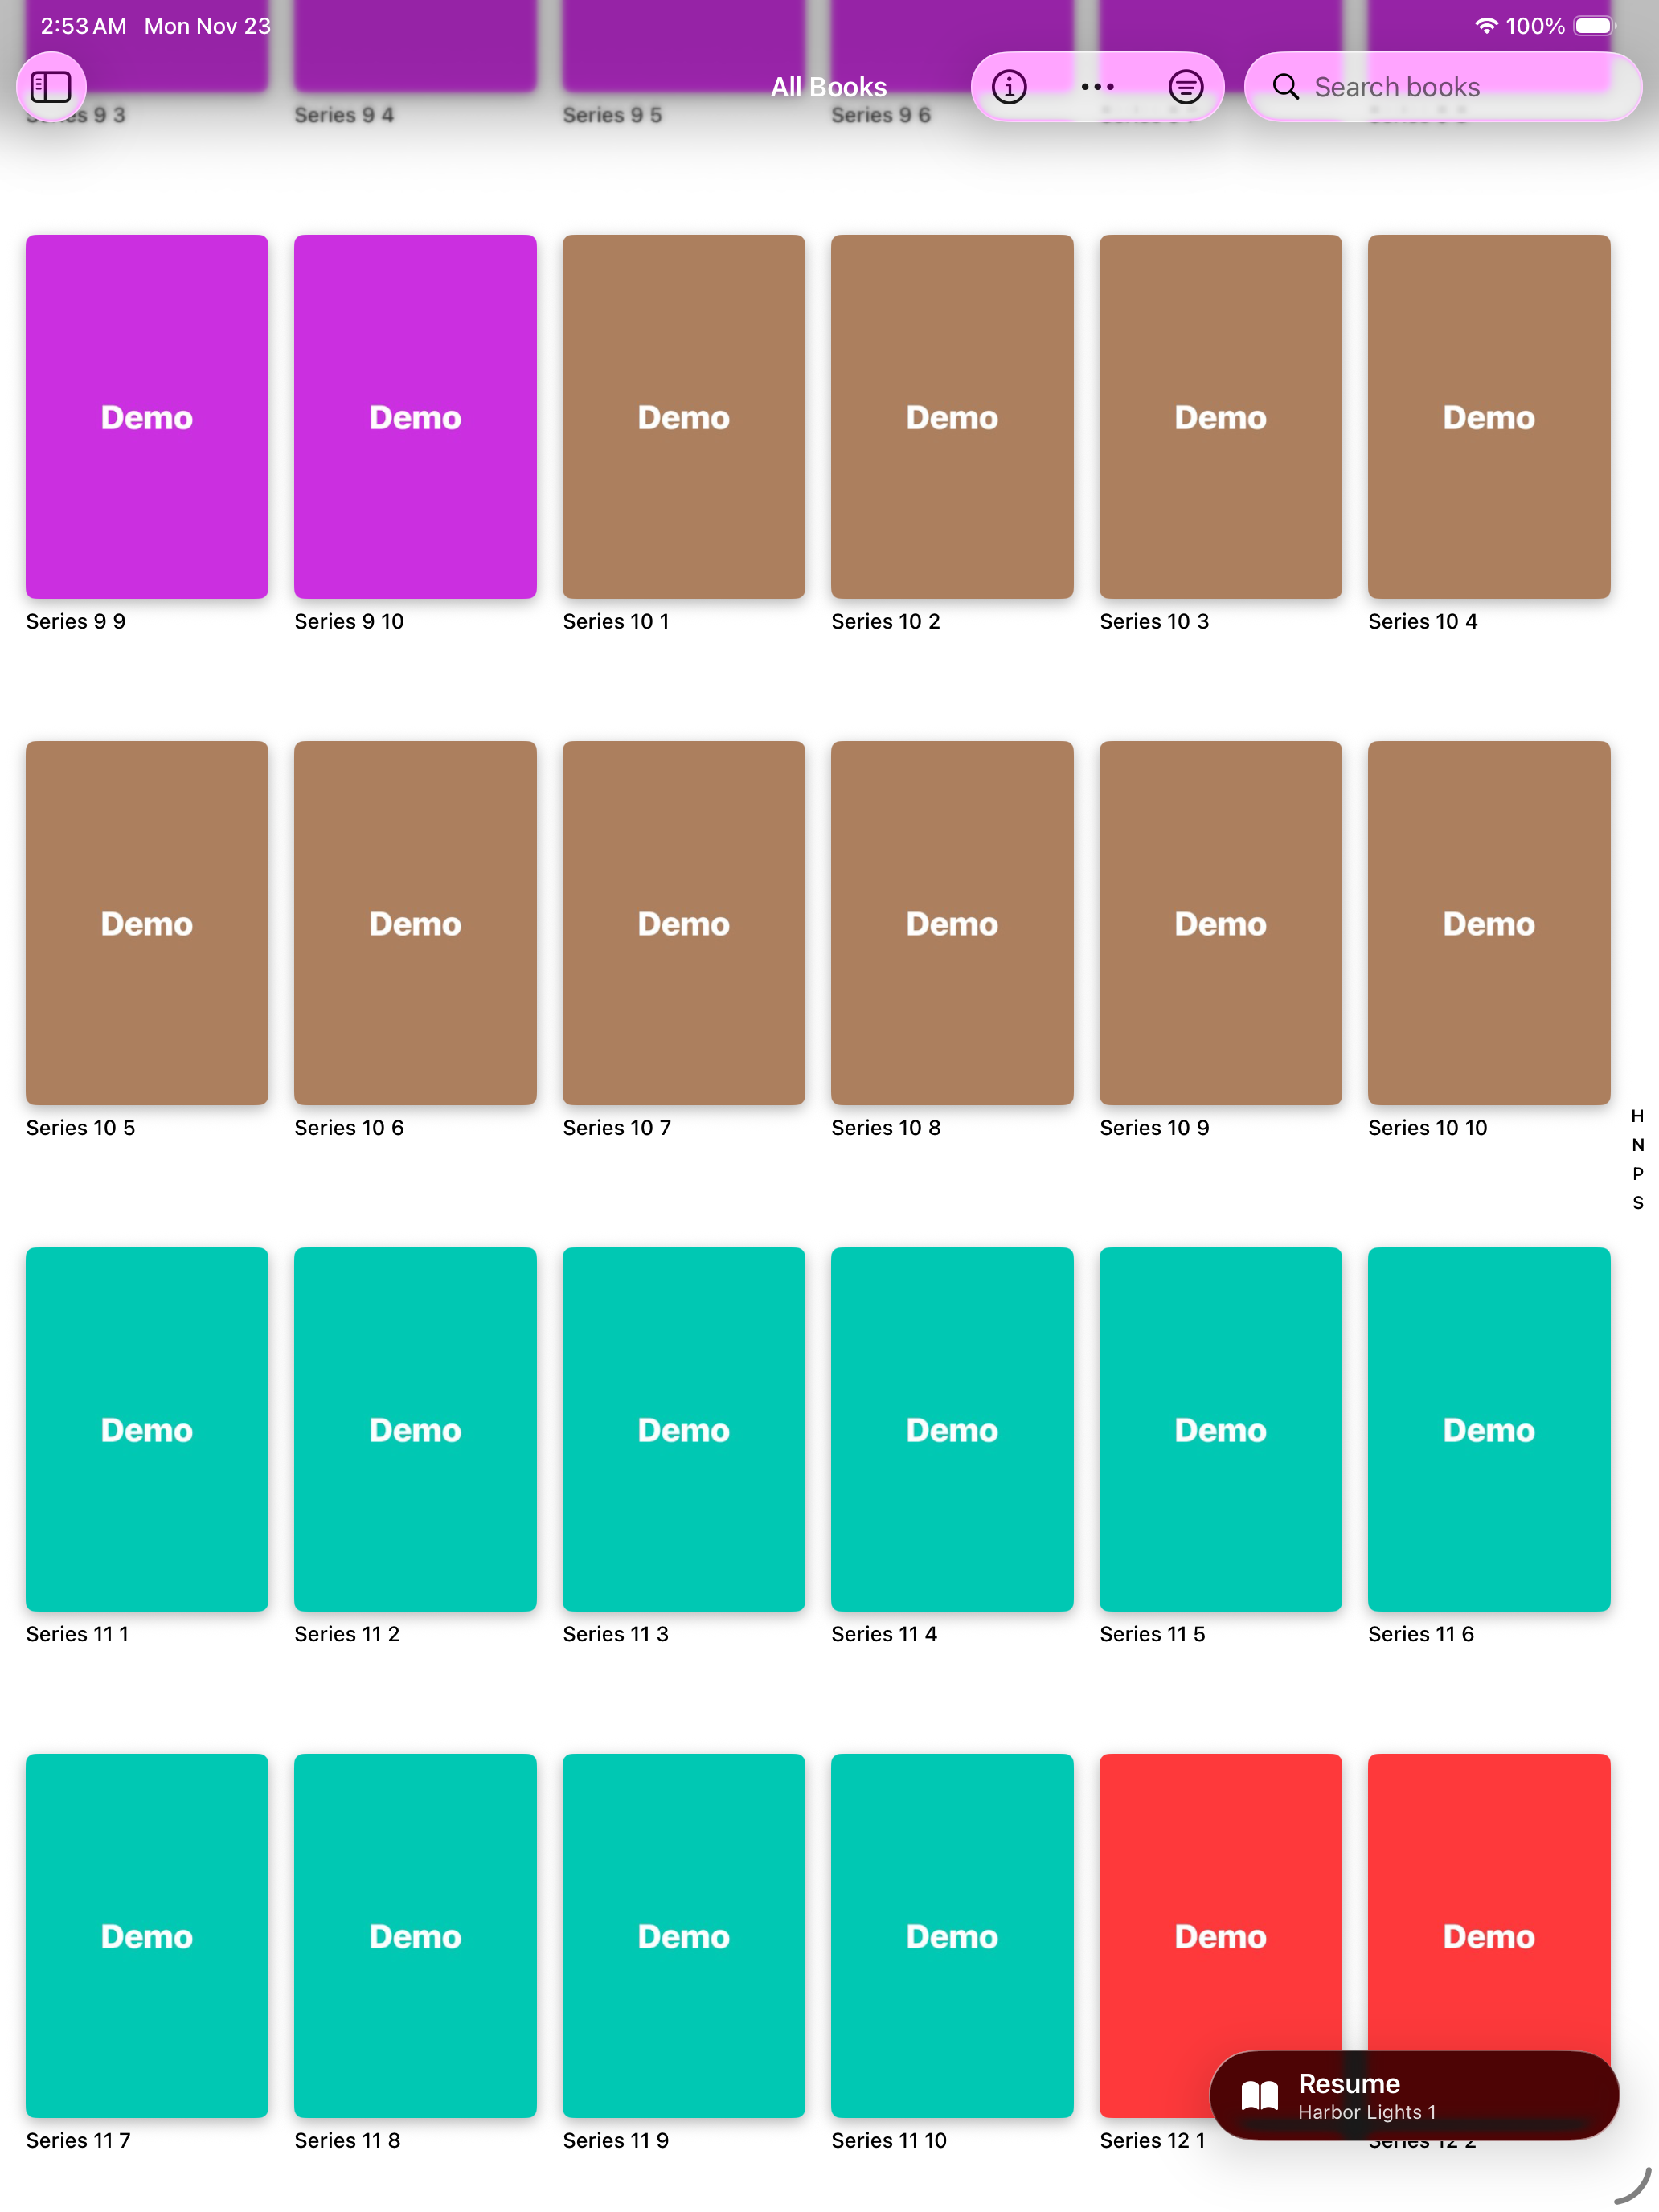 2:53 AM Mon Nov 23
100%
All Books
Search books
Series 9 3
Series 9 4
Series 9 5
Series 9 6
Demo
Demo
Demo
Demo
Demo
Demo
Series 9 9
Series 9 10
Series 10 1
Series 10 2
Series 10 3
Series 10 4
Demo
Demo
Demo
Demo
Demo
Demo
Series 10 5
Series 10 6
Series 10 7
Series 10 8
Series 10 9
Series 10 10
H
N
P
S
Demo
Demo
Demo
Demo
Demo
Demo
Series 11 1
Series 11 2
Series 11 3
Series 11 4
Series 11 5
Series 11 6
Demo
Demo
Demo
Demo
Demo
Demo
Resume
Harbor Lights 1
Series 11 7
Series 11 8
Series 11 9
Series 11 10
Series 12 1
Series 12 2